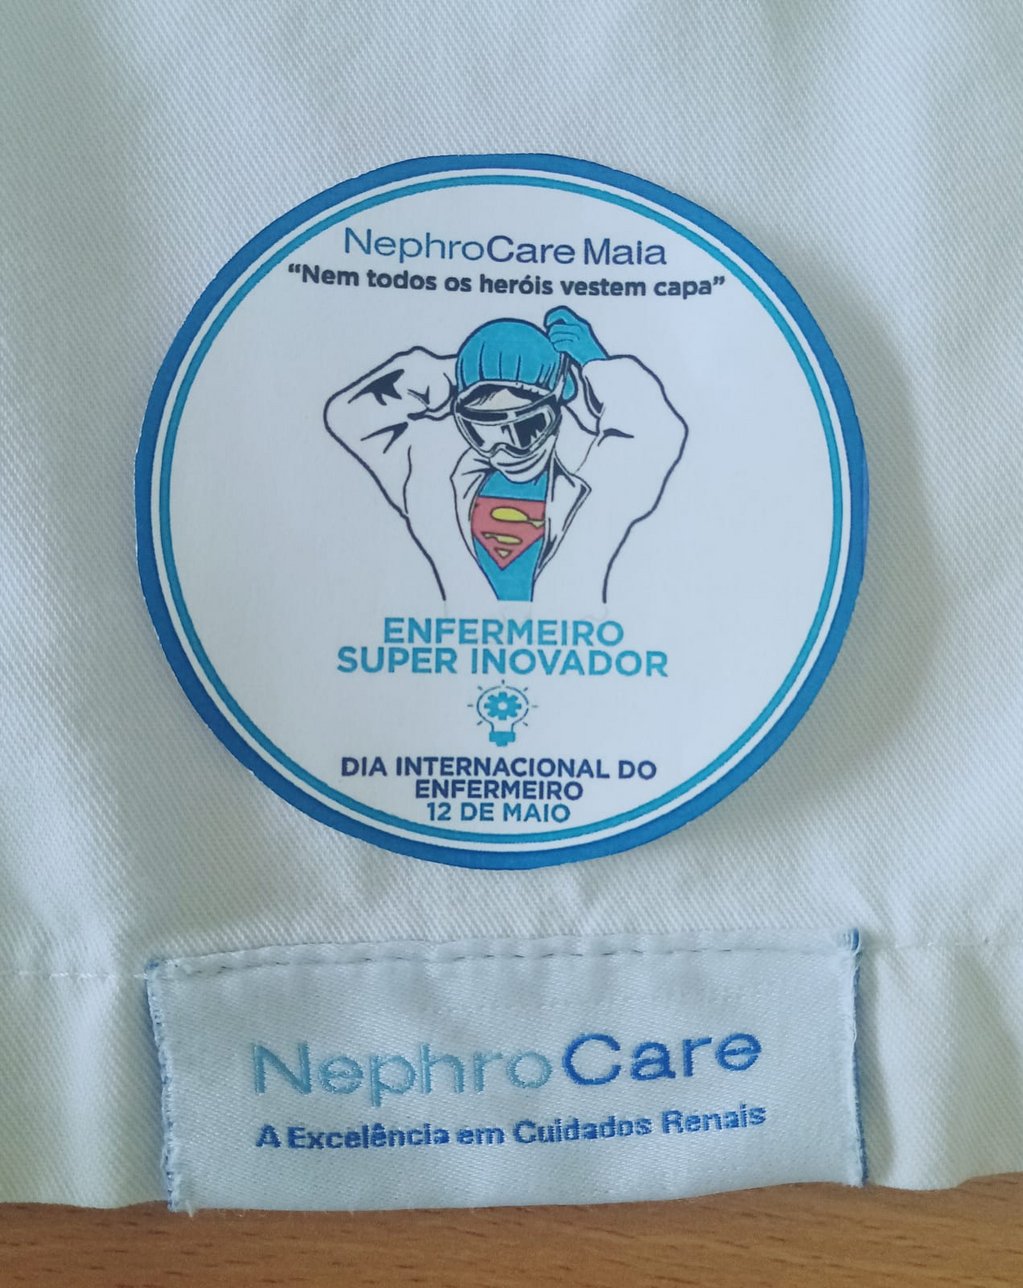 NephroCare Maia
“Nem todos os heróis vestem capa”
S
ENFERMEIRO
SUPER INOVADOR
DIA INTERNACIONAL DO
ENFERMEIRO
12 DE MAIO
NephroCare
A Excelência em Cuidados Renais